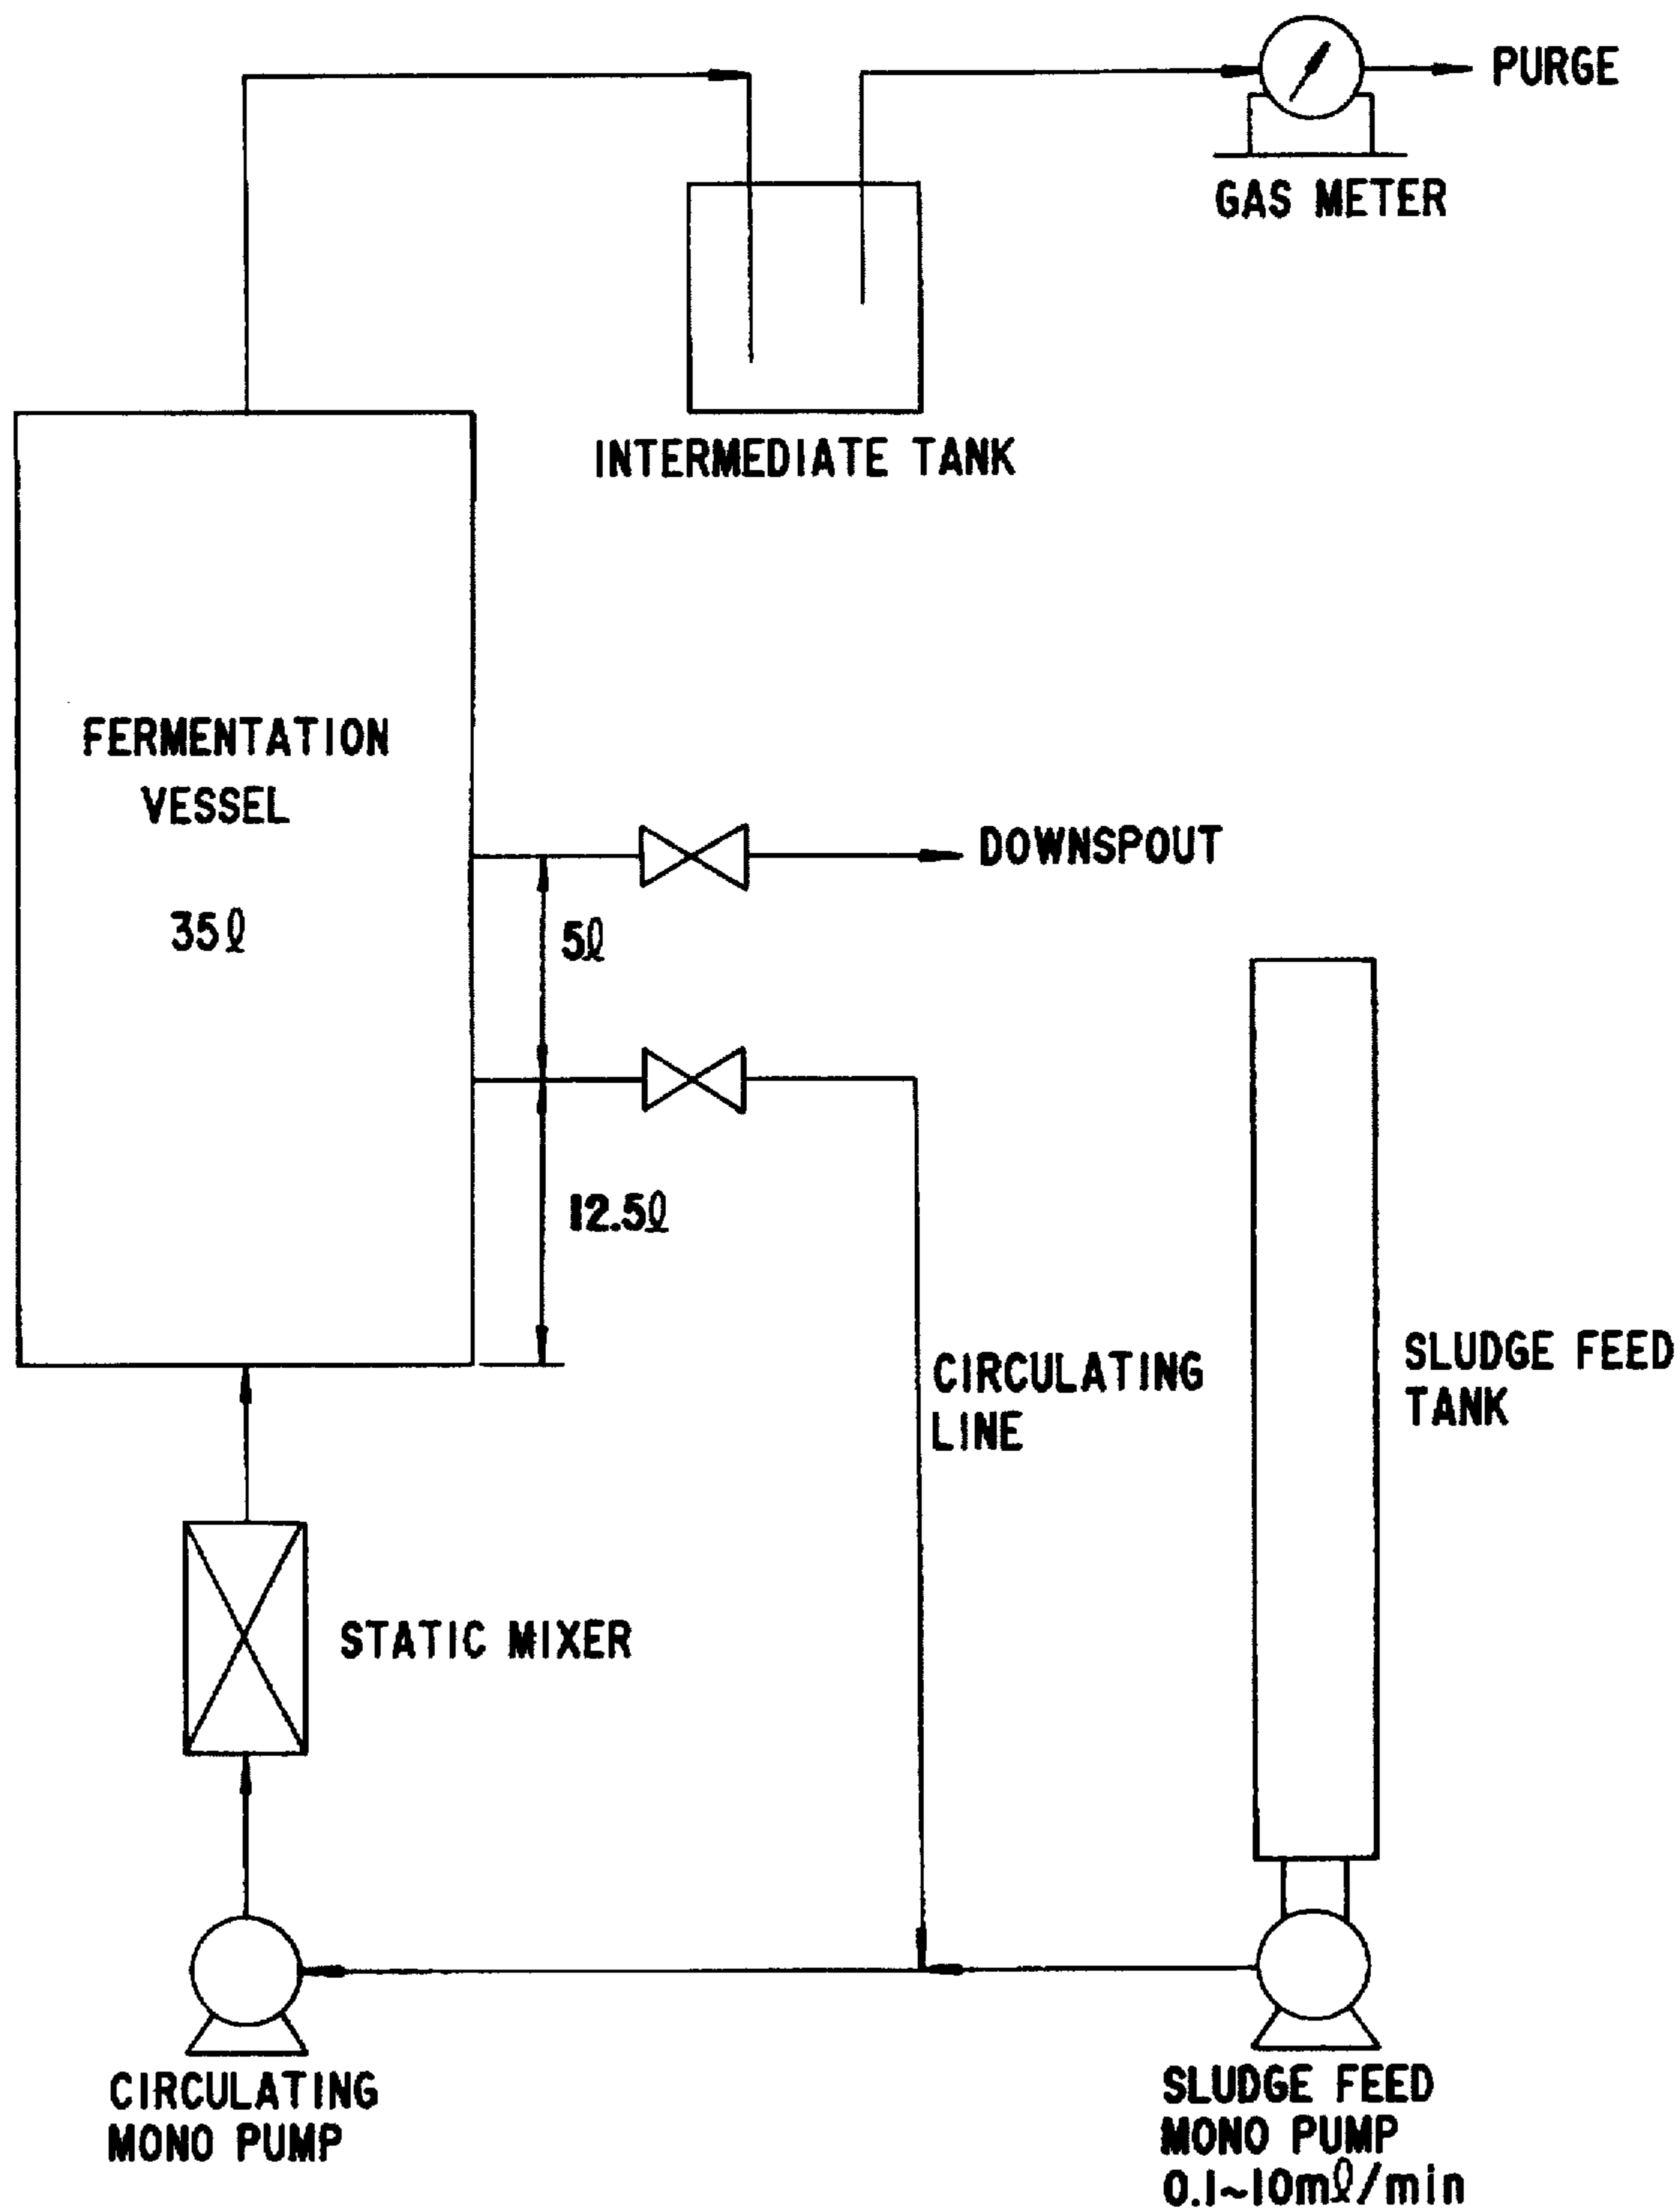 PURGE
GAS METER
INTERMEDIATE TANK
FERMENTATION
VESSEL
35ℓ
DOWNSPOUT
5ℓ
12.5ℓ
CIRCULATING
LINE
SLUDGE FEED
TANK
STATIC MIXER
CIRCULATING
MONO PUMP
SLUDGE FEED
MONO PUMP
0.1~10mℓ/min